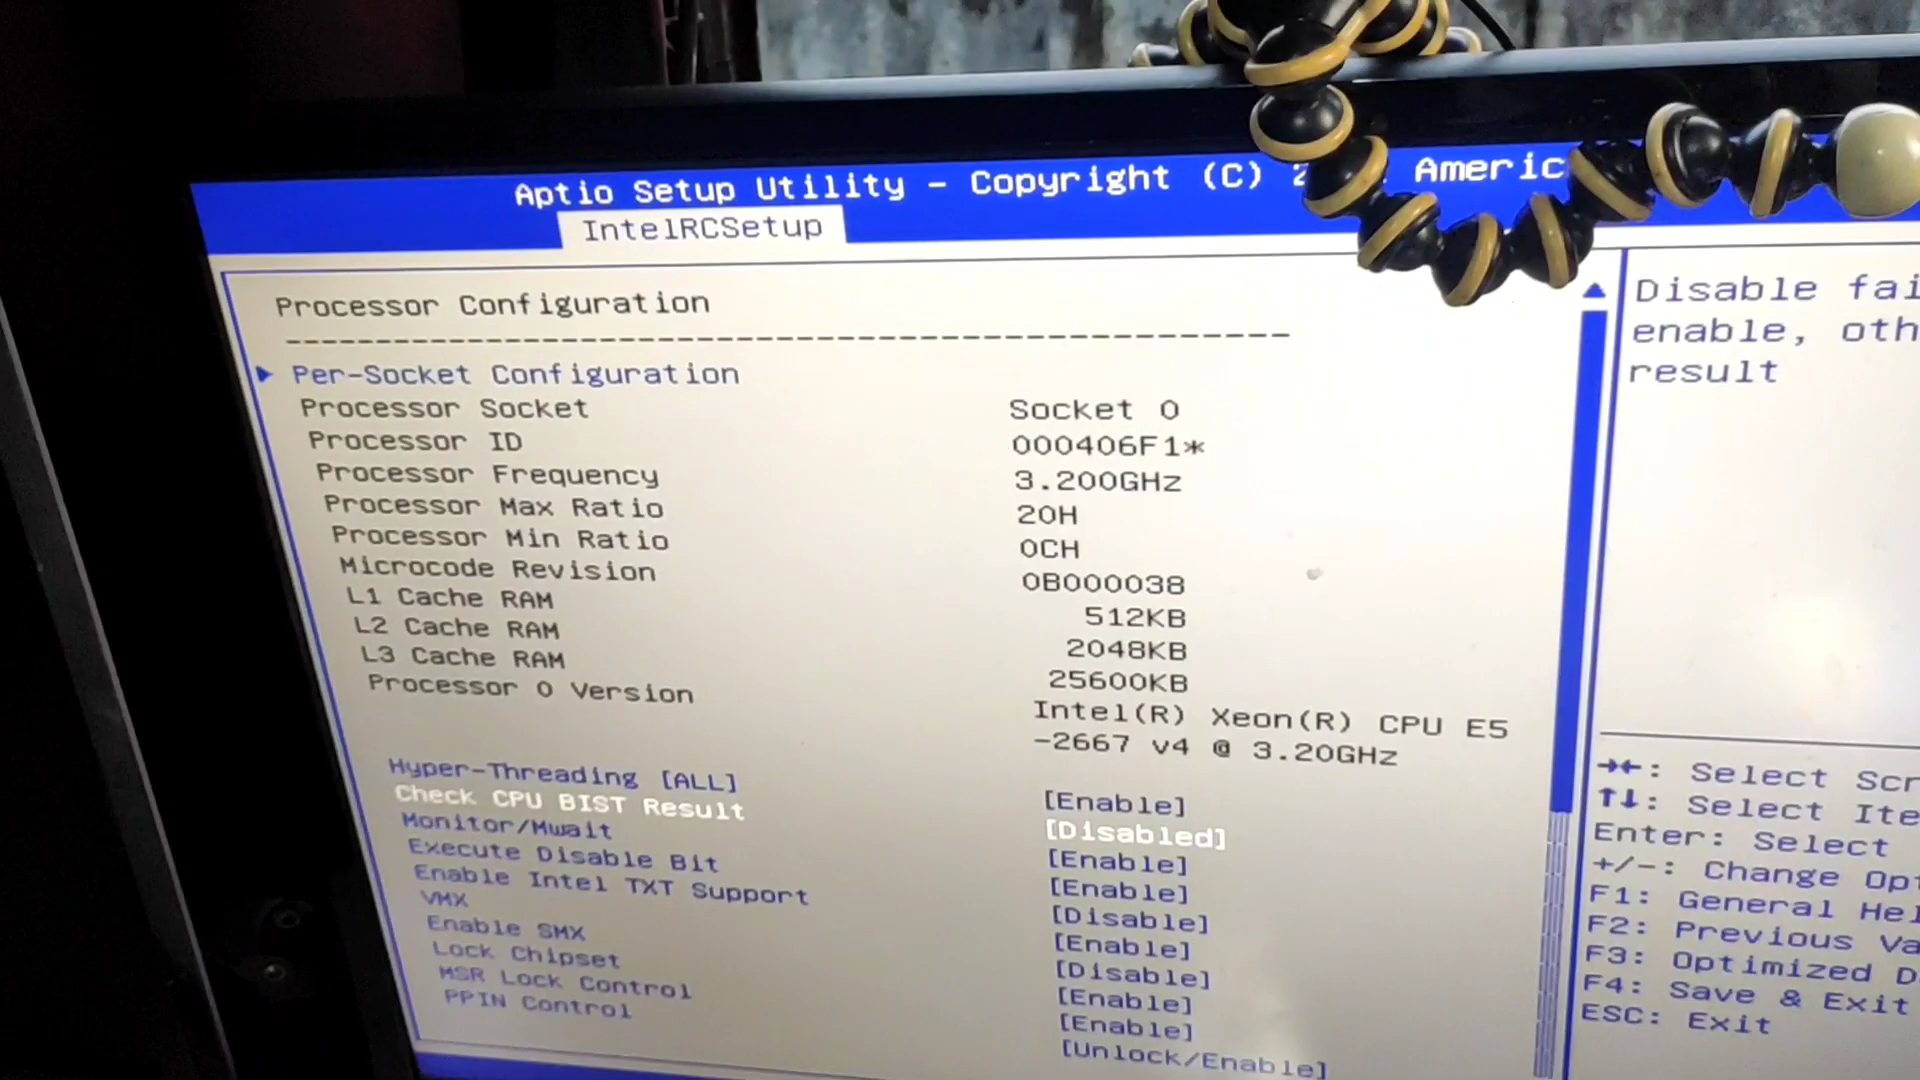 Aptio Setup Utility - Copyright (C) Americ
IntelRCSetup
Processor Configuration
Per-Socket Configuration
Processor Socket Socket 0
Processor ID 000406F1*
Processor Frequency 3.200GHz
Processor Max Ratio 20H
Processor Min Ratio 0CH
Microcode Revision 0B000038
L1 Cache RAM 512KB
L2 Cache RAM 2048KB
L3 Cache RAM 25600KB
Processor 0 Version Intel(R) Xeon(R) CPU E5
-2667 v4 @ 3.20GHz
Hyper-Threading [ALL] [Enable]
Check CPU BIST Result [Disabled]
Monitor/Mwait [Enable]
Execute Disable Bit [Enable]
Enable Intel TXT Support [Disable]
VMX [Enable]
Enable SMX [Disable]
Lock Chipset [Enable]
MSR Lock Control [Enable]
PPIN Control [Unlock/Enable]
Disable fai
enable, oth
result
→←: Select Scr
↑↓: Select Ite
Enter: Select
+/-: Change Opt
F1: General Hel
F2: Previous Va
F3: Optimized D
F4: Save & Exit
ESC: Exit